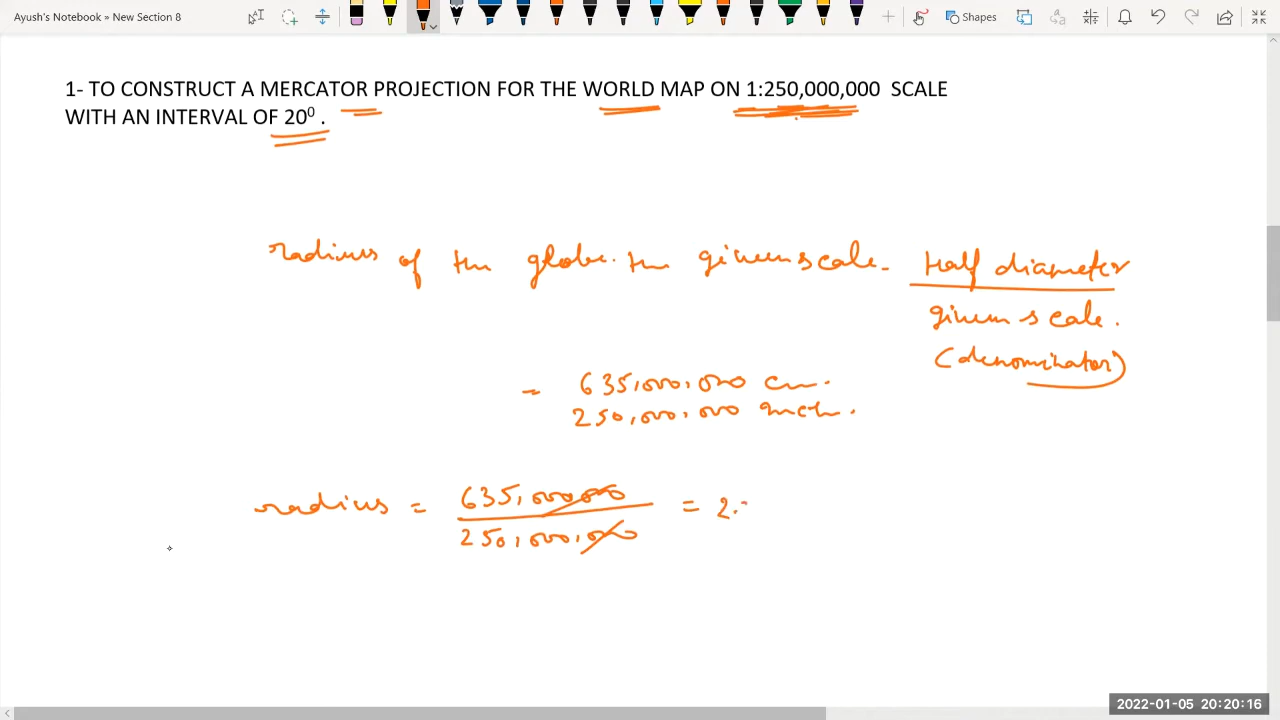 Ayush's Notebook » New Section 8
Shapes
1- TO CONSTRUCT A MERCATOR PROJECTION FOR THE WORLD MAP ON 1:250,000,000 SCALE
WITH AN INTERVAL OF 20⁰ .
radius of the globe. the given scale - Half diameter
given scale.
(denominator)
= 635,000,000 cm.
250,000,000 inch.
radius = 635,000,000 = 2.
250,000,000
2022-01-05 20:20:16